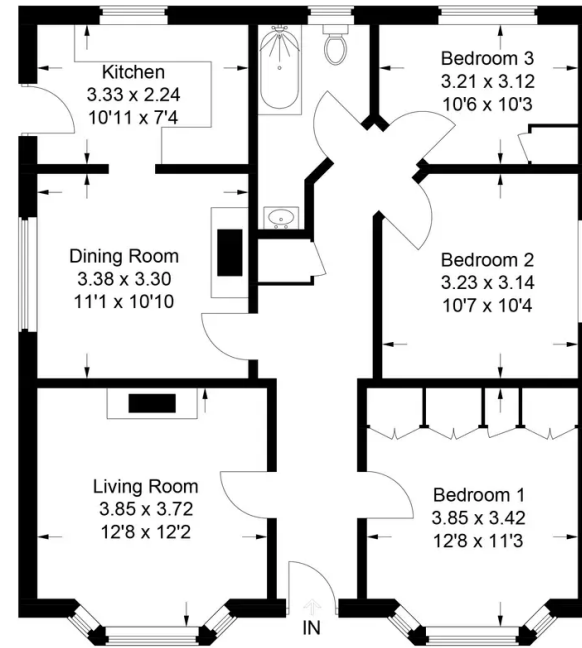 Kitchen
3.33 x 2.24
10'11 x 7'4
Bedroom 3
3.21 x 3.12
10'6 x 10'3
Dining Room
3.38 x 3.30
11'1 x 10'10
Bedroom 2
3.23 x 3.14
10'7 x 10'4
Living Room
3.85 x 3.72
12'8 x 12'2
Bedroom 1
3.85 x 3.42
12'8 x 11'3
IN